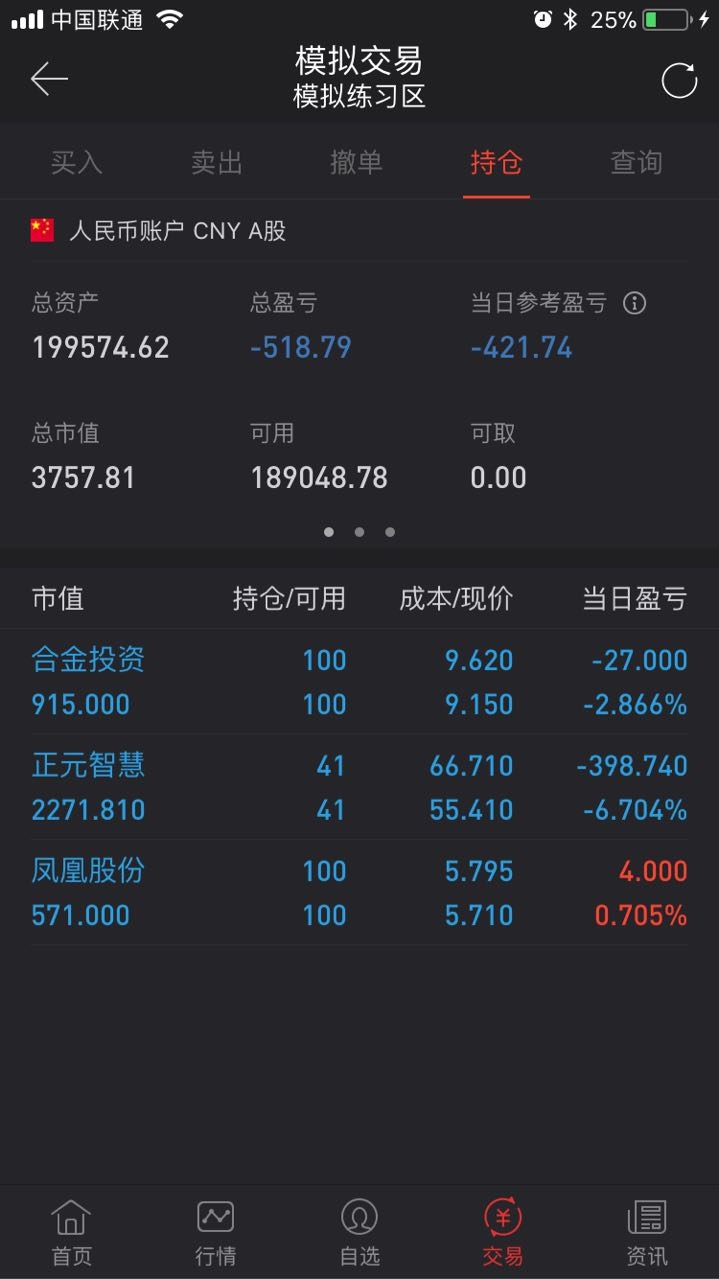 中国联通 25%
模拟交易
模拟练习区
买入 卖出 撤单 持仓 查询
人民币账户 CNY A股
总资产 总盈亏 当日参考盈亏
199574.62 -518.79 -421.74
总市值 可用 可取
3757.81 189048.78 0.00
市值 持仓/可用 成本/现价 当日盈亏
合金投资 100 9.620 -27.000
915.000 100 9.150 -2.866%
正元智慧 41 66.710 -398.740
2271.810 41 55.410 -6.704%
凤凰股份 100 5.795 4.000
571.000 100 5.710 0.705%
首页 行情 自选 交易 资讯